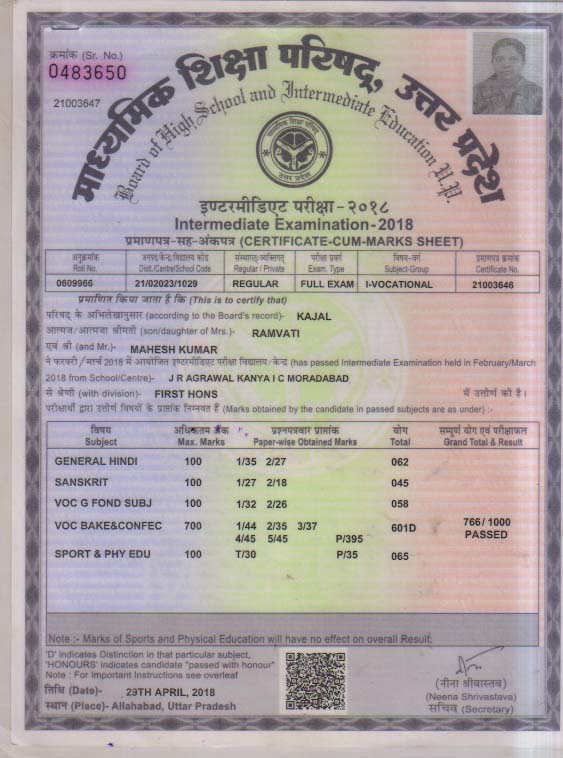 क्रमांक (Sr. No.)
0483650
21003647
माध्यमिक शिक्षा परिषद, उत्तर प्रदेश
Board of High School and Intermediate Education U.P.
इण्टरमीडिएट परीक्षा-२०१८
Intermediate Examination-2018
प्रमाणपत्र-सह-अंकपत्र (CERTIFICATE-CUM-MARKS SHEET)
अनुक्रमांक जनपद/केन्द्र/विद्यालय कोड संस्थागत/व्यक्तिगत परीक्षा प्रवर्ग विषय-वर्ग प्रमाणपत्र क्रमांक
Roll No. Distt./Centre/School Code Regular / Private Exam. Type Subject-Group Certificate No.
0609966 21/02023/1029 REGULAR FULL EXAM I-VOCATIONAL 21003646
प्रमाणित किया जाता है कि (This is to certify that)
परिषद् के अभिलेखानुसार (according to the Board's record)- KAJAL
आत्मज/आत्मजा श्रीमती (son/daughter of Mrs.)- RAMVATI
एवं श्री (and Mr.)- MAHESH KUMAR
ने फरवरी/मार्च 2018 में आयोजित इण्टरमीडिएट परीक्षा विद्यालय/केन्द्र (has passed Intermediate Examination held in February/March
2018 from School/Centre)- J R AGRAWAL KANYA I C MORADABAD
से श्रेणी (with division)- FIRST HONS में उत्तीर्ण की है।
परीक्षार्थी द्वारा उत्तीर्ण विषयों के प्राप्तांक निम्नवत हैं (Marks obtained by the candidate in passed subjects are as under) :-
विषय अधिकतम अंक प्रश्नपत्रवार प्राप्तांक योग सम्पूर्ण योग एवं परीक्षाफल
Subject Max. Marks Paper-wise Obtained Marks Total Grand Total & Result
GENERAL HINDI 100 1/35 2/27 062
SANSKRIT 100 1/27 2/18 045
VOC G FOND SUBJ 100 1/32 2/26 058
VOC BAKE&CONFEC 700 1/44 2/35 3/37 601D 766/1000
4/45 5/45 P/395 PASSED
SPORT & PHY EDU 100 T/30 P/35 065
Note :- Marks of Sports and Physical Education will have no effect on overall Result.
'D' indicates Distinction in that particular subject,
'HONOURS' indicates candidate "passed with honour"
Note : For Important Instructions see overleaf
तिथि (Date)- 29TH APRIL, 2018
स्थान (Place)- Allahabad, Uttar Pradesh
(नीना श्रीवास्तव)
(Neena Shrivastava)
सचिव (Secretary)